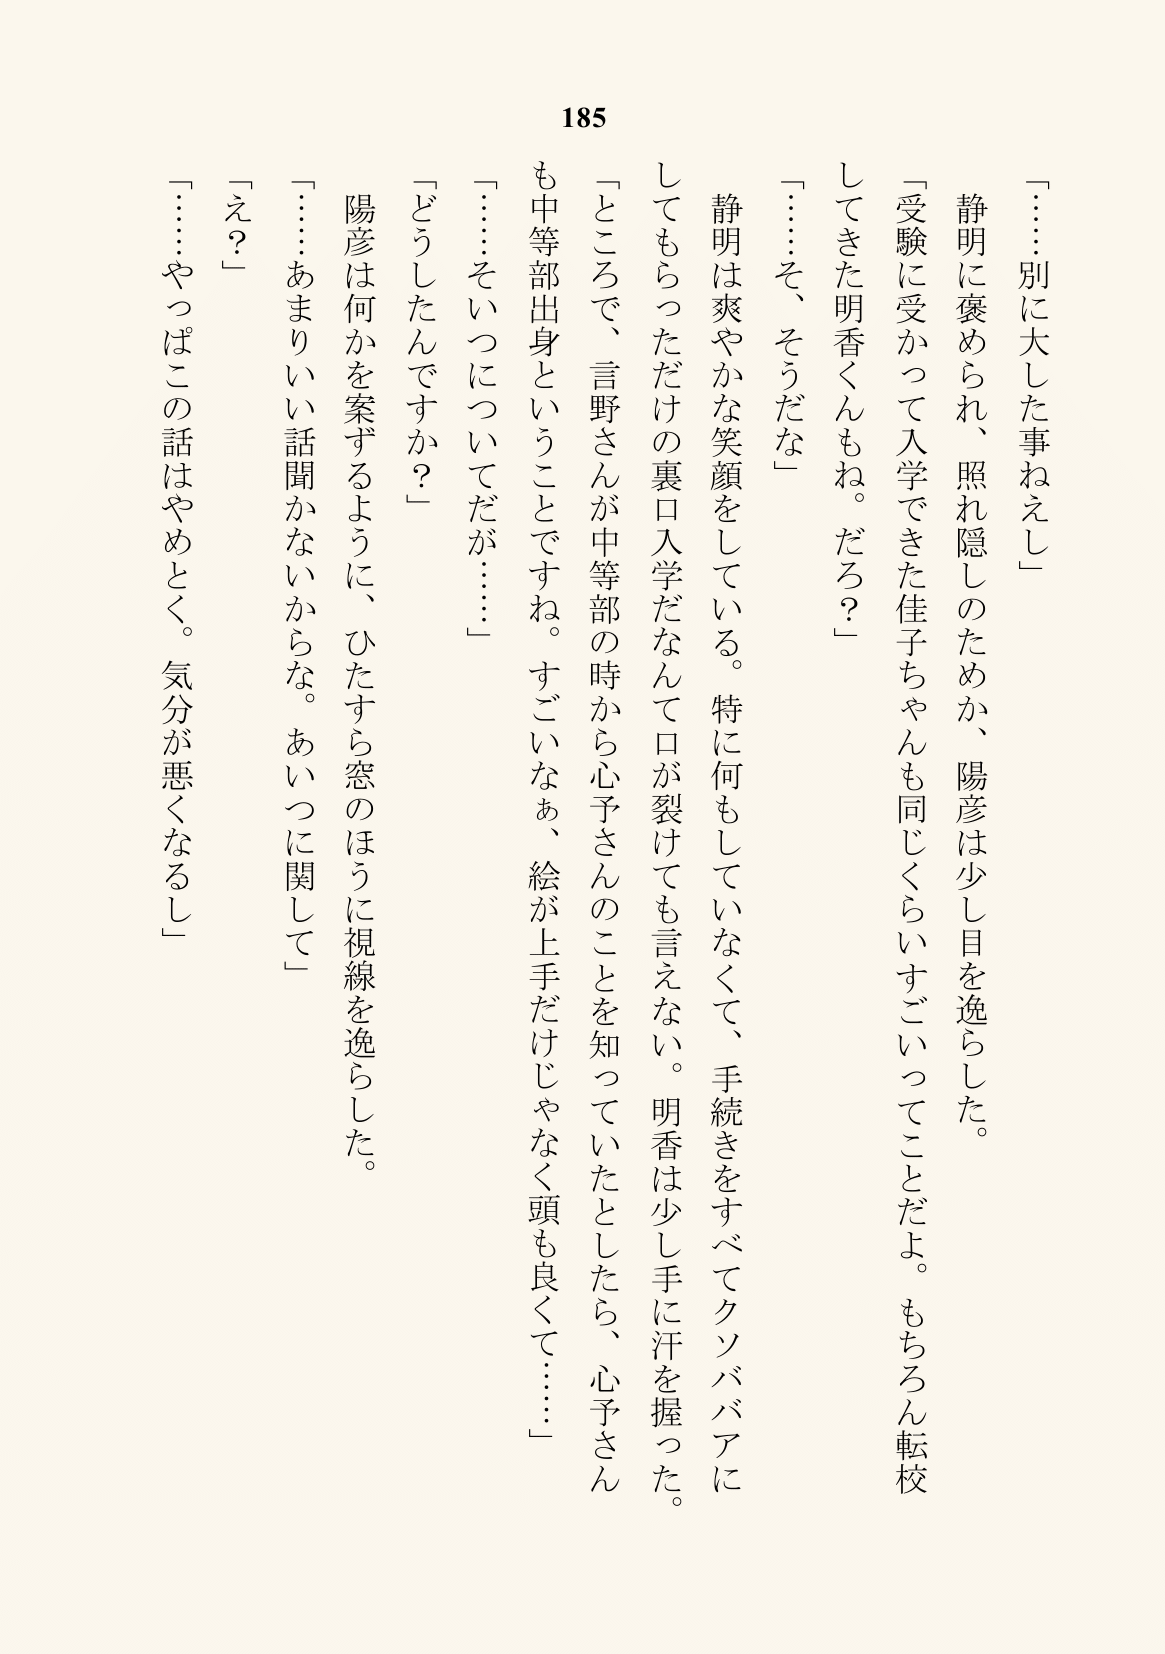 185
「……別に大した事ねえし」
　静明に褒められ、照れ隠しのためか、陽彦は少し目を逸らした。
「受験に受かって入学できた佳子ちゃんも同じくらいすごいってことだよ。もちろん転校
してきた明香くんもね。だろ？」
「……そ、そうだな」
　静明は爽やかな笑顔をしている。特に何もしていなくて、手続きをすべてクソババアに
してもらっただけの裏口入学だなんて口が裂けても言えない。明香は少し手に汗を握った。
「ところで、言野さんが中等部の時から心予さんのことを知っていたとしたら、心予さん
も中等部出身ということですね。すごいなぁ、絵が上手だけじゃなく頭も良くて……」
「……そいつについてだが……」
「どうしたんですか？」
　陽彦は何かを案ずるように、ひたすら窓のほうに視線を逸らした。
「……あまりいい話聞かないからな。あいつに関して」
「え？」
「……やっぱこの話はやめとく。気分が悪くなるし」